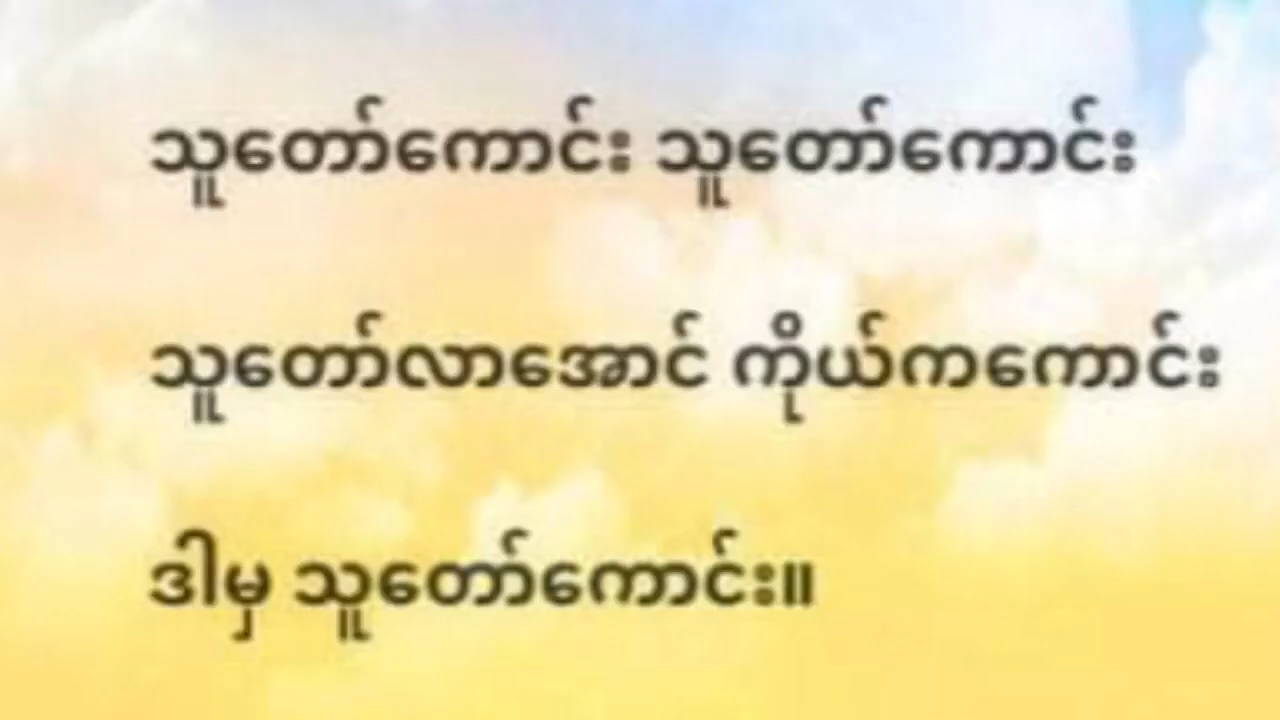 သူတော်ကောင်း သူတော်ကောင်း
သူတော်လာအောင် ကိုယ်ကကောင်း
ဒါမှ သူတော်ကောင်း။